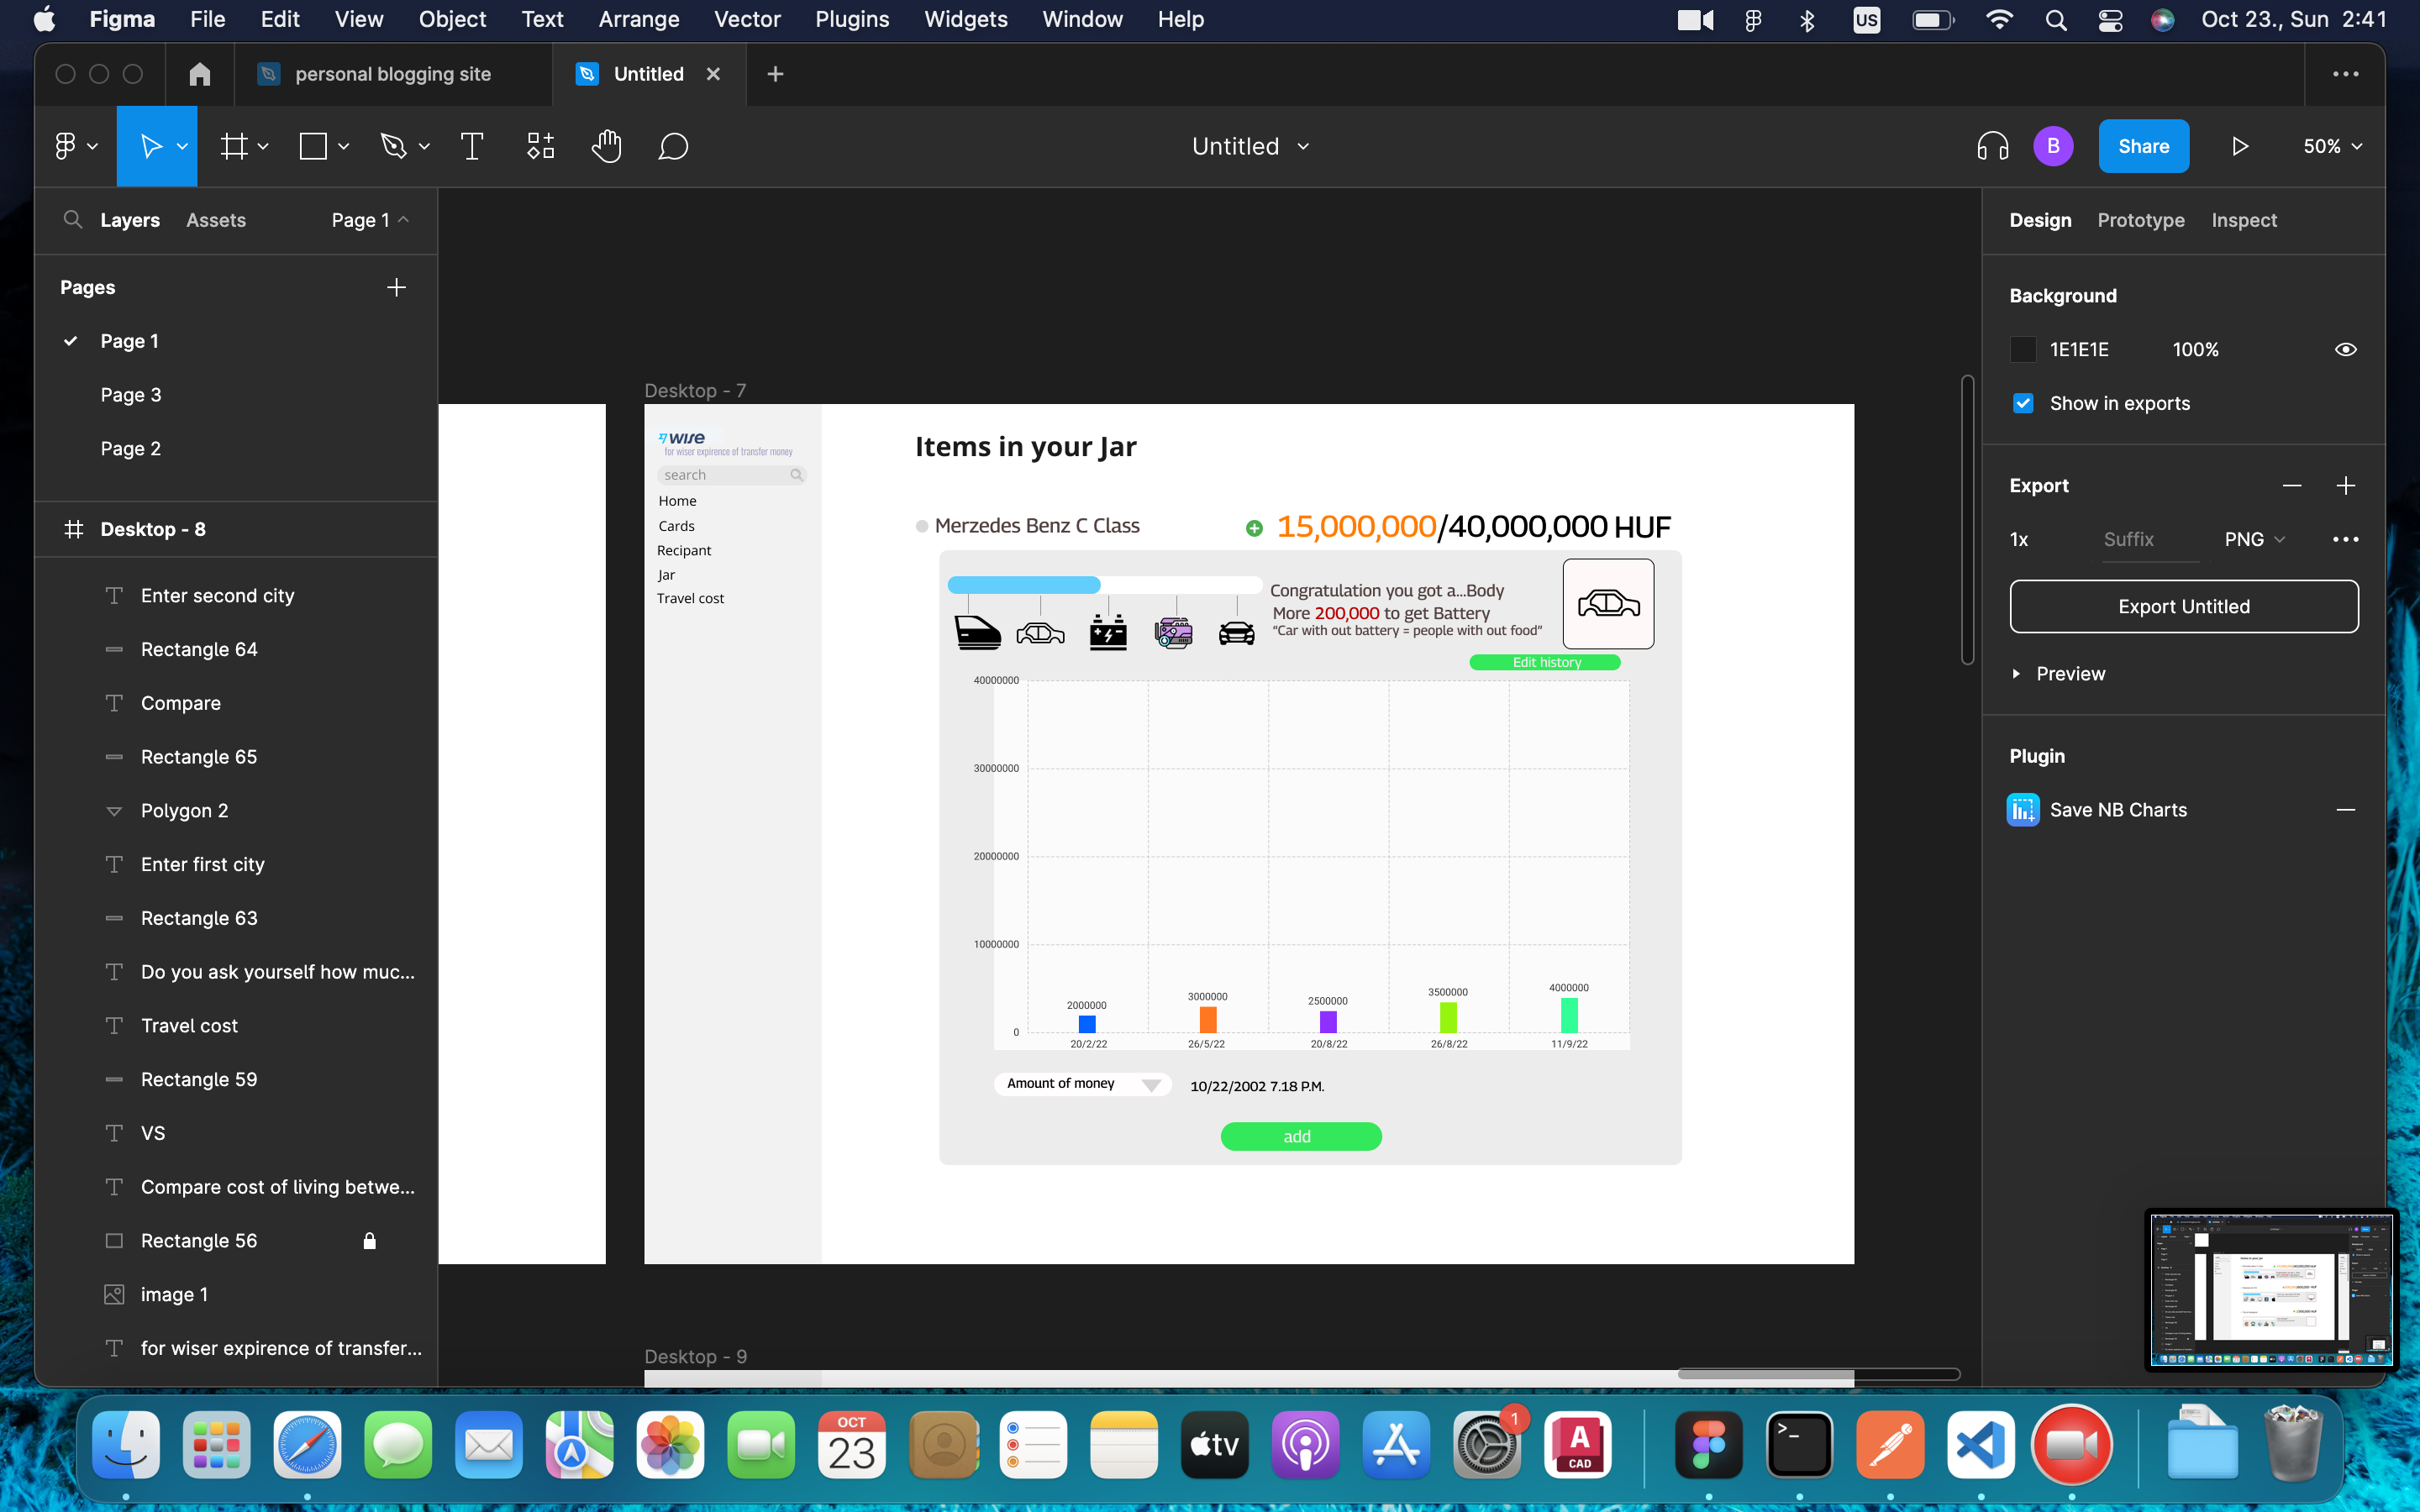 Figma File Edit View Object Text Arrange Vector Plugins Widgets Window Help US Oct 23., Sun 2:41
personal blogging site
Untitled
Untitled
B
Share
50%
Layers Assets Page 1
Pages
Page 1
Page 3
Page 2
Desktop - 8
Enter second city
Rectangle 64
Compare
Rectangle 65
Polygon 2
Enter first city
Rectangle 63
Do you ask yourself how muc...
Travel cost
Rectangle 59
VS
Compare cost of living betwe...
Rectangle 56
image 1
for wiser expirence of transfer...
Desktop - 7
wise
for wiser expirence of transfer money
search
Home
Cards
Recipant
Jar
Travel cost
Items in your Jar
Merzedes Benz C Class
15,000,000/40,000,000 HUF
Congratulation you got a...Body
More 200,000 to get Battery
“Car with out battery = people with out food”
Edit history
40000000
30000000
20000000
10000000
0
2000000
3000000
2500000
3500000
4000000
20/2/22
26/5/22
20/8/22
26/8/22
11/9/22
Amount of money
10/22/2002 7.18 P.M.
add
Desktop - 9
Design Prototype Inspect
Background
1E1E1E 100%
Show in exports
Export
1x Suffix PNG
Export Untitled
Preview
Plugin
Save NB Charts
OCT
23
tv
1
A
CAD
>_